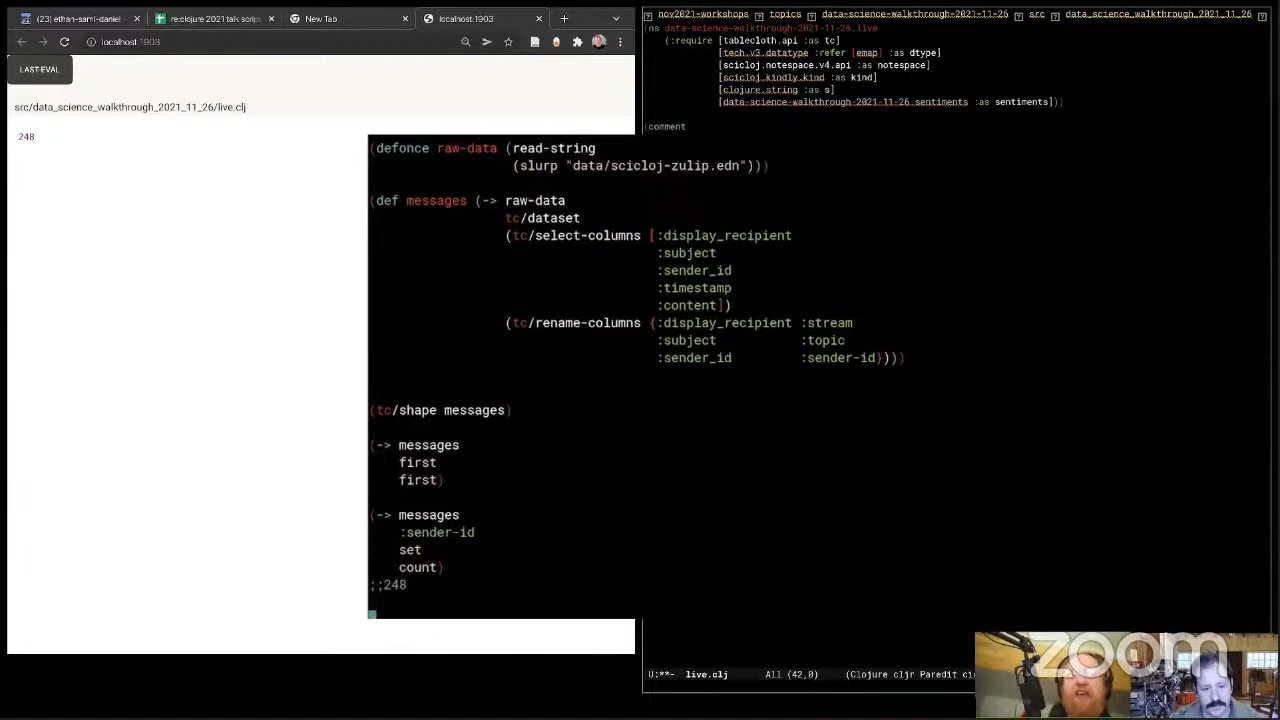 (23) ethan-sami-daniel -
re:clojure 2021 talk script
New Tab
localhost:1903
localhost:1903
LAST-EVAL
src/data_science_walkthrough_2021_11_26/live.clj
248
nov2021-workshops
topics
data-science-walkthrough-2021-11-26
src
data_science_walkthrough_2021_11_26
(ns data-science-walkthrough-2021-11-26.live
(:require [tablecloth.api :as tc]
[tech.v3.datatype :refer [emap] :as dtype]
[scicloj.notespace.v4.api :as notespace]
[scicloj.kindly.kind :as kind]
[clojure.string :as s]
[data-science-walkthrough-2021-11-26.sentiments :as sentiments]))
(comment
(defonce raw-data (read-string
(slurp "data/scicloj-zulip.edn")))
(def messages (-> raw-data
tc/dataset
(tc/select-columns [:display_recipient
:subject
:sender_id
:timestamp
:content])
(tc/rename-columns {:display_recipient :stream
:subject :topic
:sender_id :sender-id})))
(tc/shape messages)
(-> messages
first
first)
(-> messages
:sender-id
set
count)
;;248
U:**- live.clj All (42,0) (Clojure cljr Paredit ci
zoom